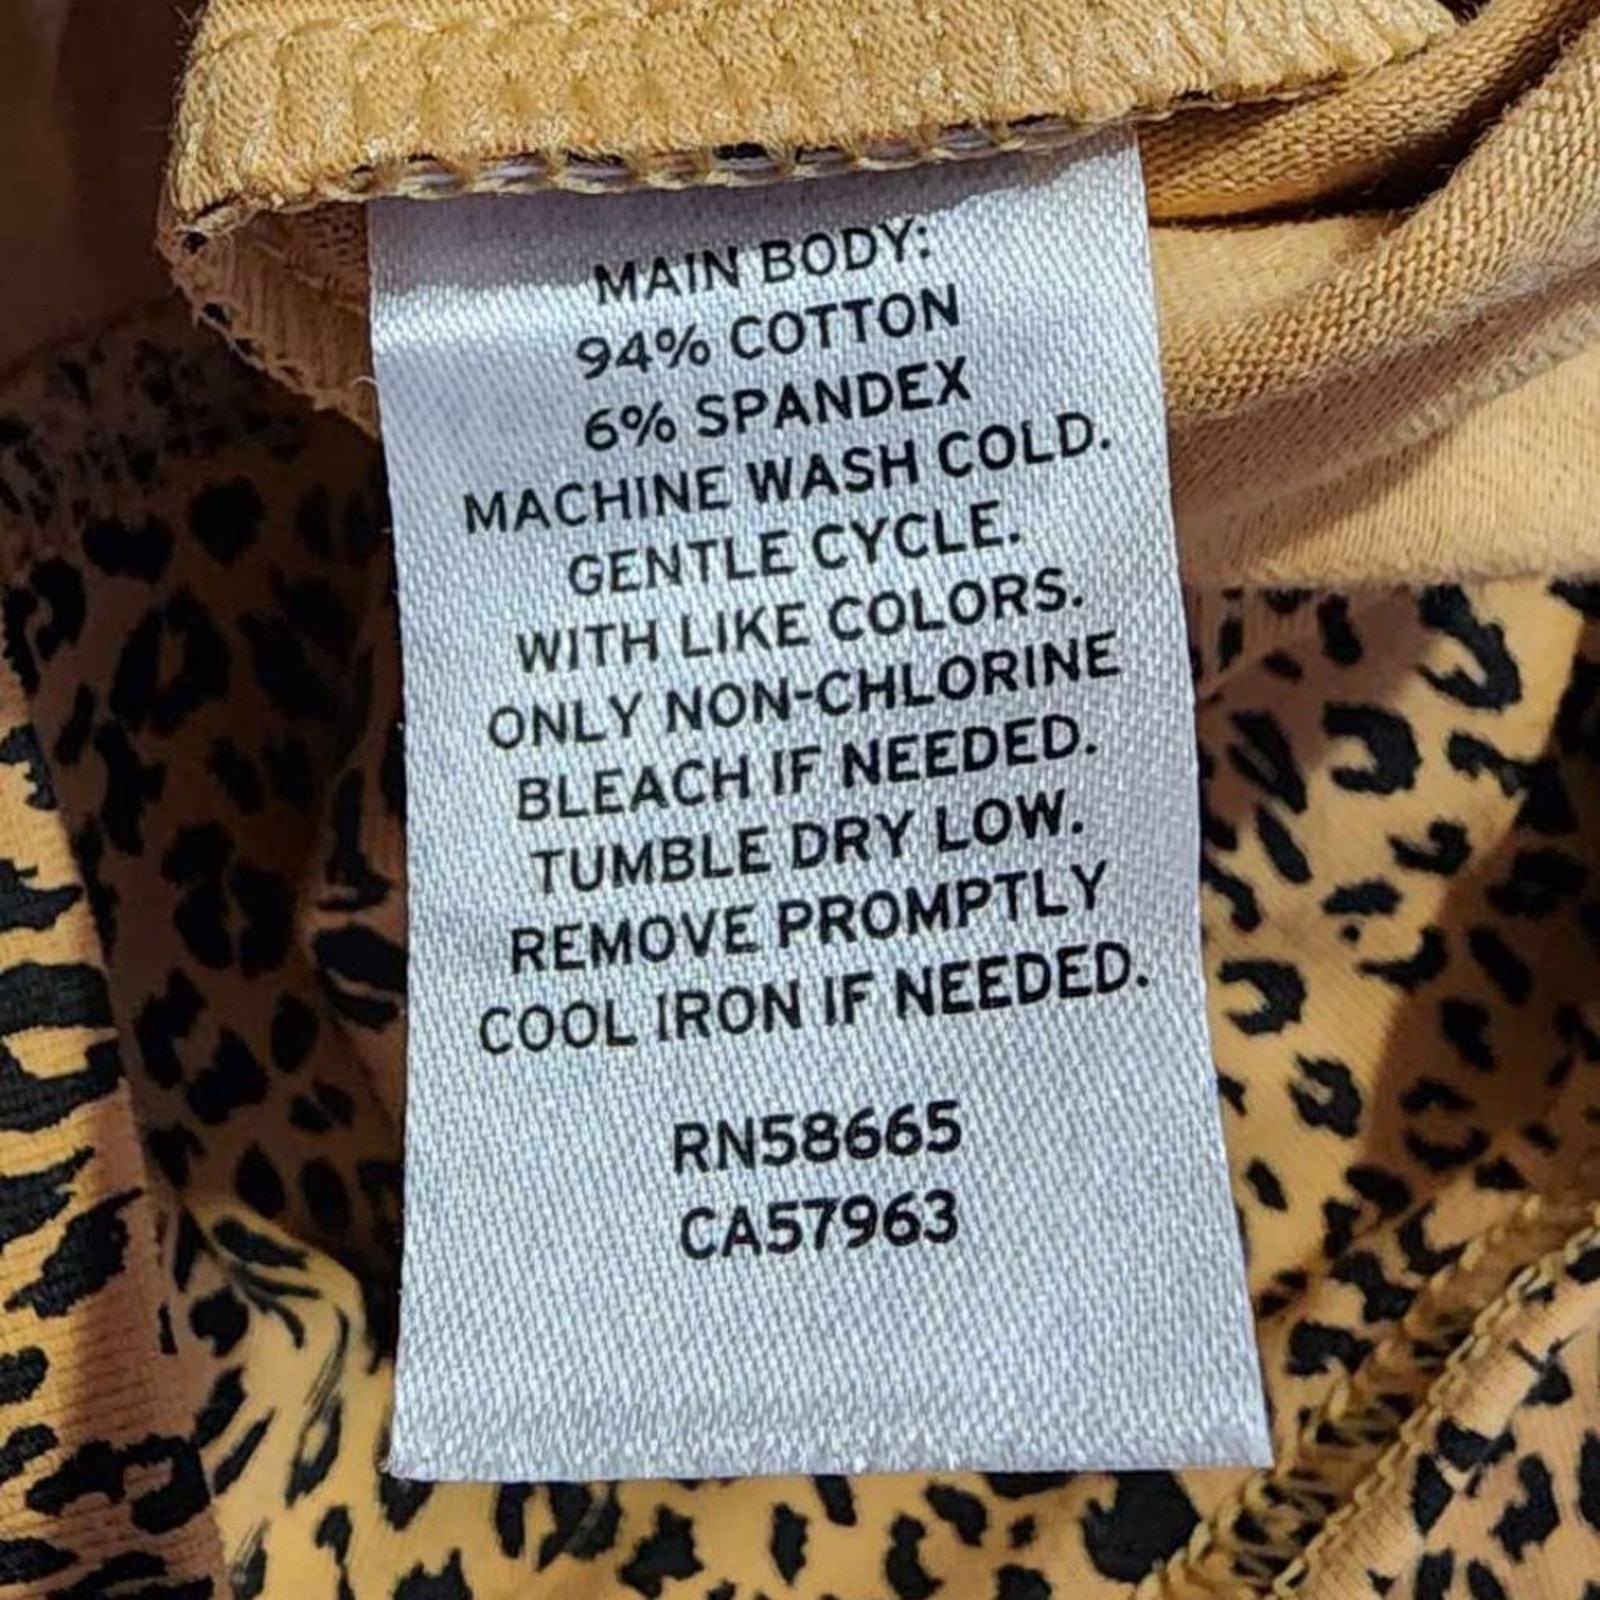 MAIN BODY:
94% COTTON
6% SPANDEX
MACHINE WASH COLD.
GENTLE CYCLE.
WITH LIKE COLORS.
ONLY NON-CHLORINE
BLEACH IF NEEDED.
TUMBLE DRY LOW.
REMOVE PROMPTLY
COOL IRON IF NEEDED.
RN58665
CA57963